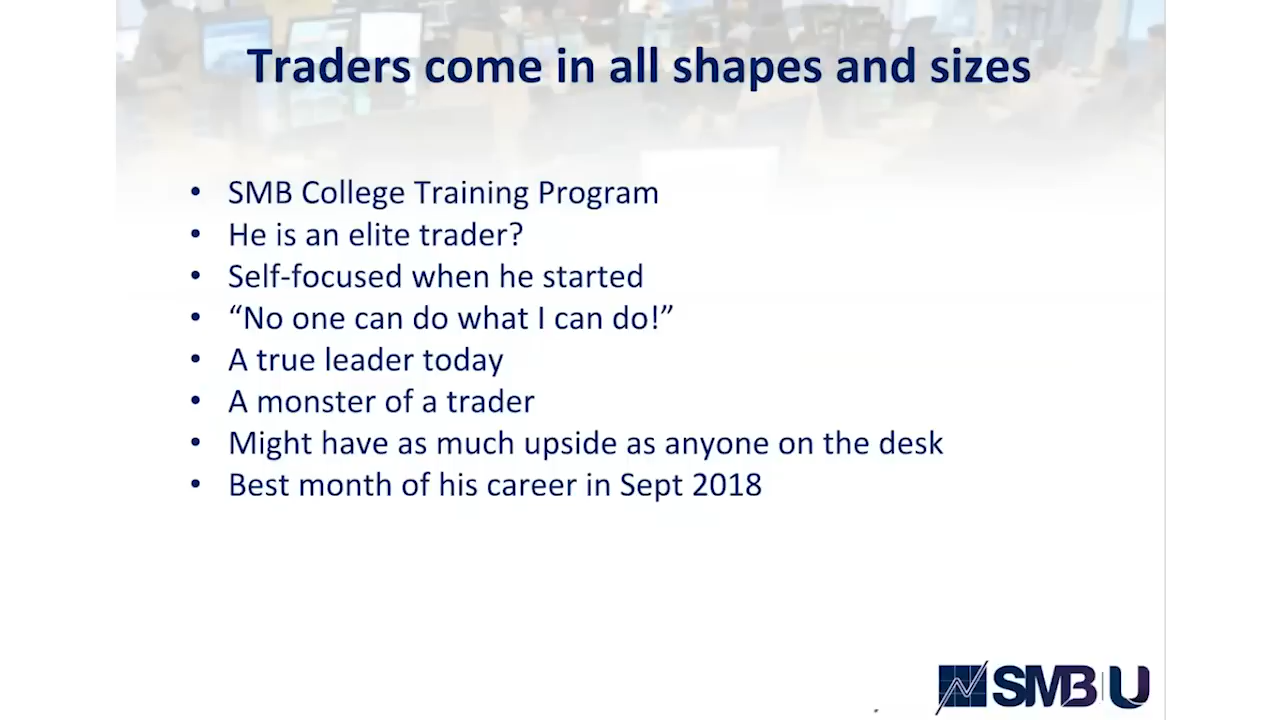 Traders come in all shapes and sizes
• SMB College Training Program
• He is an elite trader?
• Self-focused when he started
• “No one can do what I can do!”
• A true leader today
• A monster of a trader
• Might have as much upside as anyone on the desk
• Best month of his career in Sept 2018
SMB U